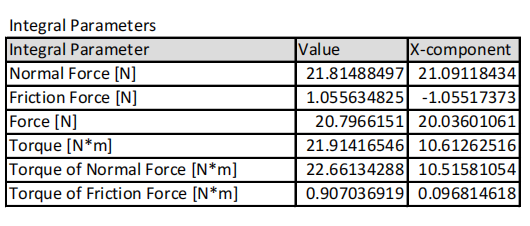 Integral Parameters
Integral Parameter Value X-component
Normal Force [N] 21.81488497 21.09118434
Friction Force [N] 1.055634825 -1.05517373
Force [N] 20.7966151 20.03601061
Torque [N*m] 21.91416546 10.61262516
Torque of Normal Force [N*m] 22.66134288 10.51581054
Torque of Friction Force [N*m] 0.907036919 0.096814618